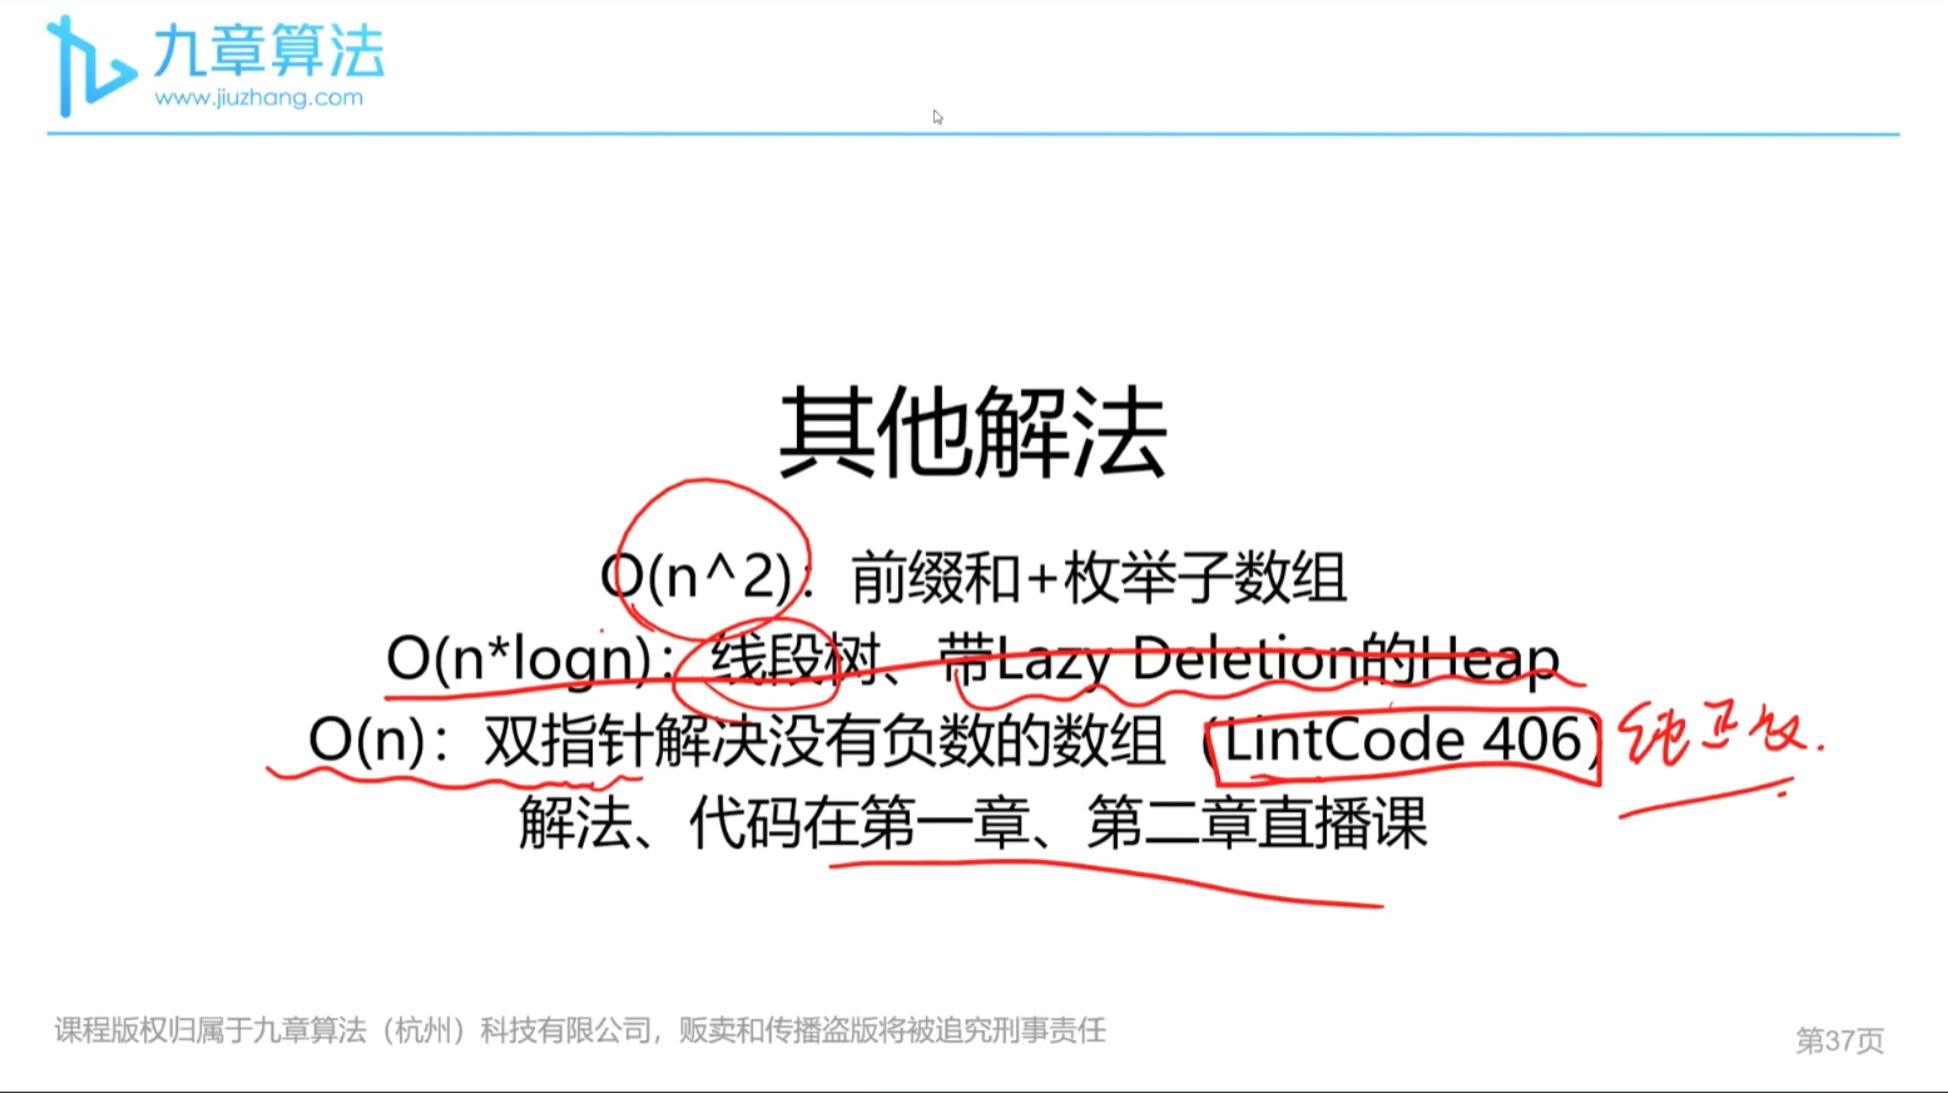 九章算法
www.jiuzhang.com
其他解法
O(n^2)：前缀和+枚举子数组
O(n*logn)：线段树、带Lazy Deletion的Heap
O(n)：双指针解决没有负数的数组（LintCode 406）纯正数.
解法、代码在第一章、第二章直播课
课程版权归属于九章算法（杭州）科技有限公司，贩卖和传播盗版将被追究刑事责任
第37页